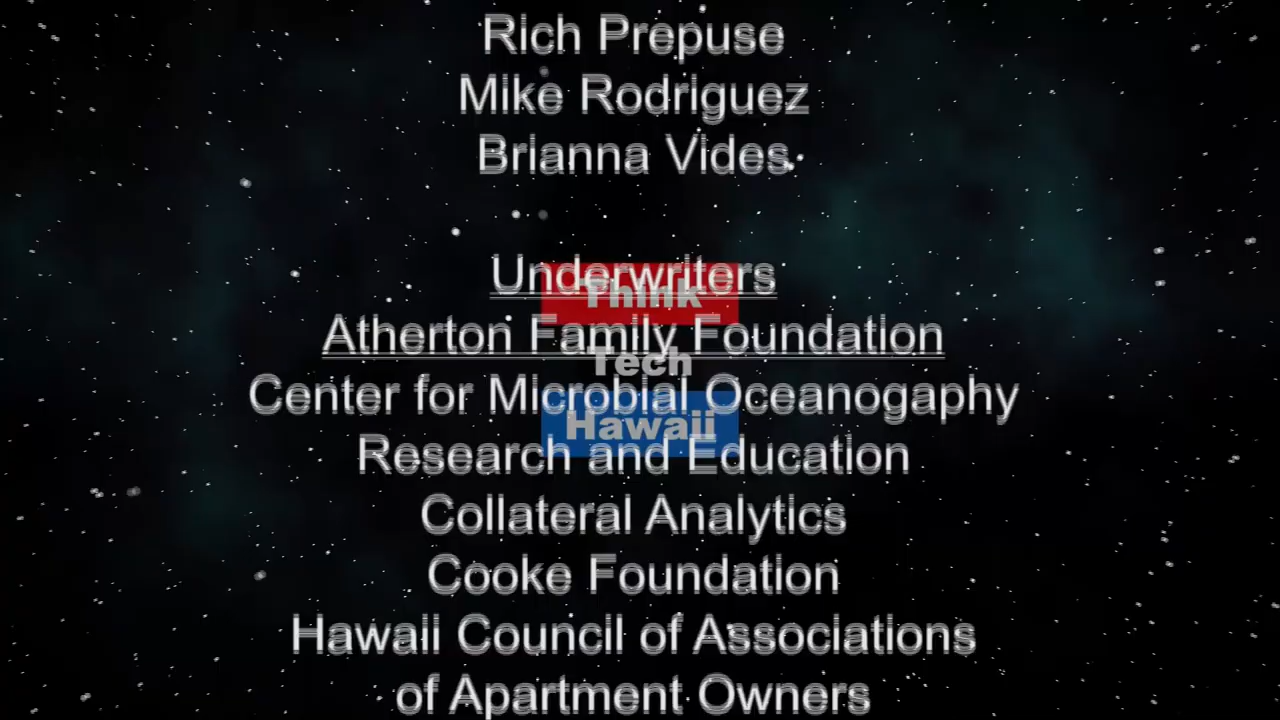 Rich Prepuse
Mike Rodriguez
Brianna Vides
Underwriters
Think
Atherton Family Foundation
Tech
Center for Microbial Oceanogaphy
Hawaii
Research and Education
Collateral Analytics
Cooke Foundation
Hawaii Council of Associations
of Apartment Owners